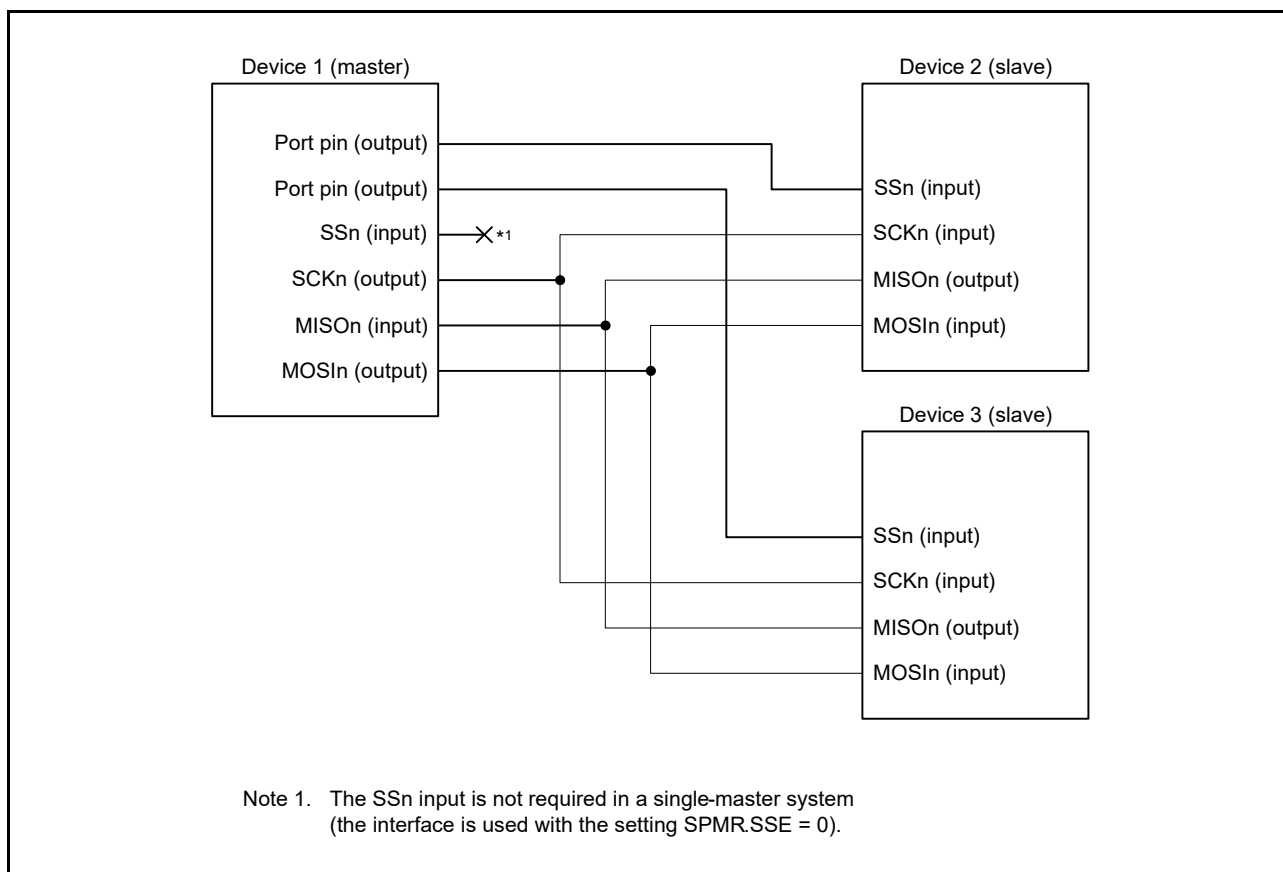 Device 1 (master)
Port pin (output)
Port pin (output)
SSn (input)
*1
SCKn (output)
MISOn (input)
MOSIn (output)
Device 2 (slave)
SSn (input)
SCKn (input)
MISOn (output)
MOSIn (input)
Device 3 (slave)
SSn (input)
SCKn (input)
MISOn (output)
MOSIn (input)
Note 1. The SSn input is not required in a single-master system
(the interface is used with the setting SPMR.SSE = 0).